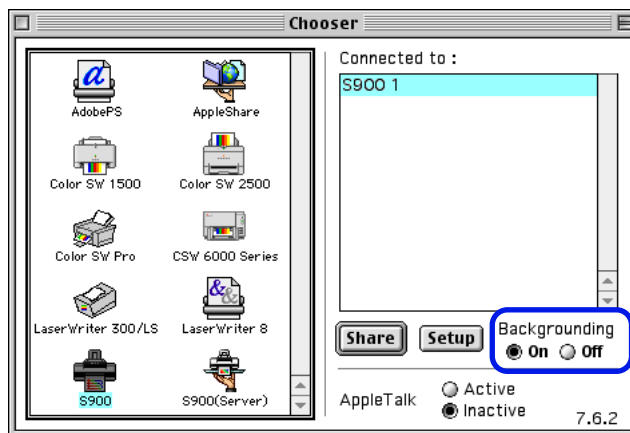 Chooser
AdobePS
AppleShare
Color SW 1500
Color SW 2500
Color SW Pro
CSW 6000 Series
LaserWriter 300/LS
LaserWriter 8
S900
S900(Server)
Connected to :
S900 1
Share
Setup
Backgrounding
On
Off
AppleTalk
Active
Inactive
7.6.2